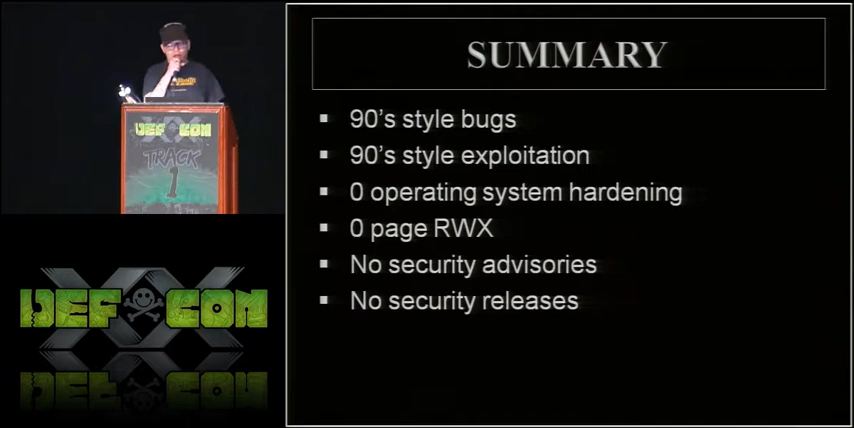 DEF CON
TRACK
1
XX
DEF CON
SUMMARY
▪ 90's style bugs
▪ 90's style exploitation
▪ 0 operating system hardening
▪ 0 page RWX
▪ No security advisories
▪ No security releases